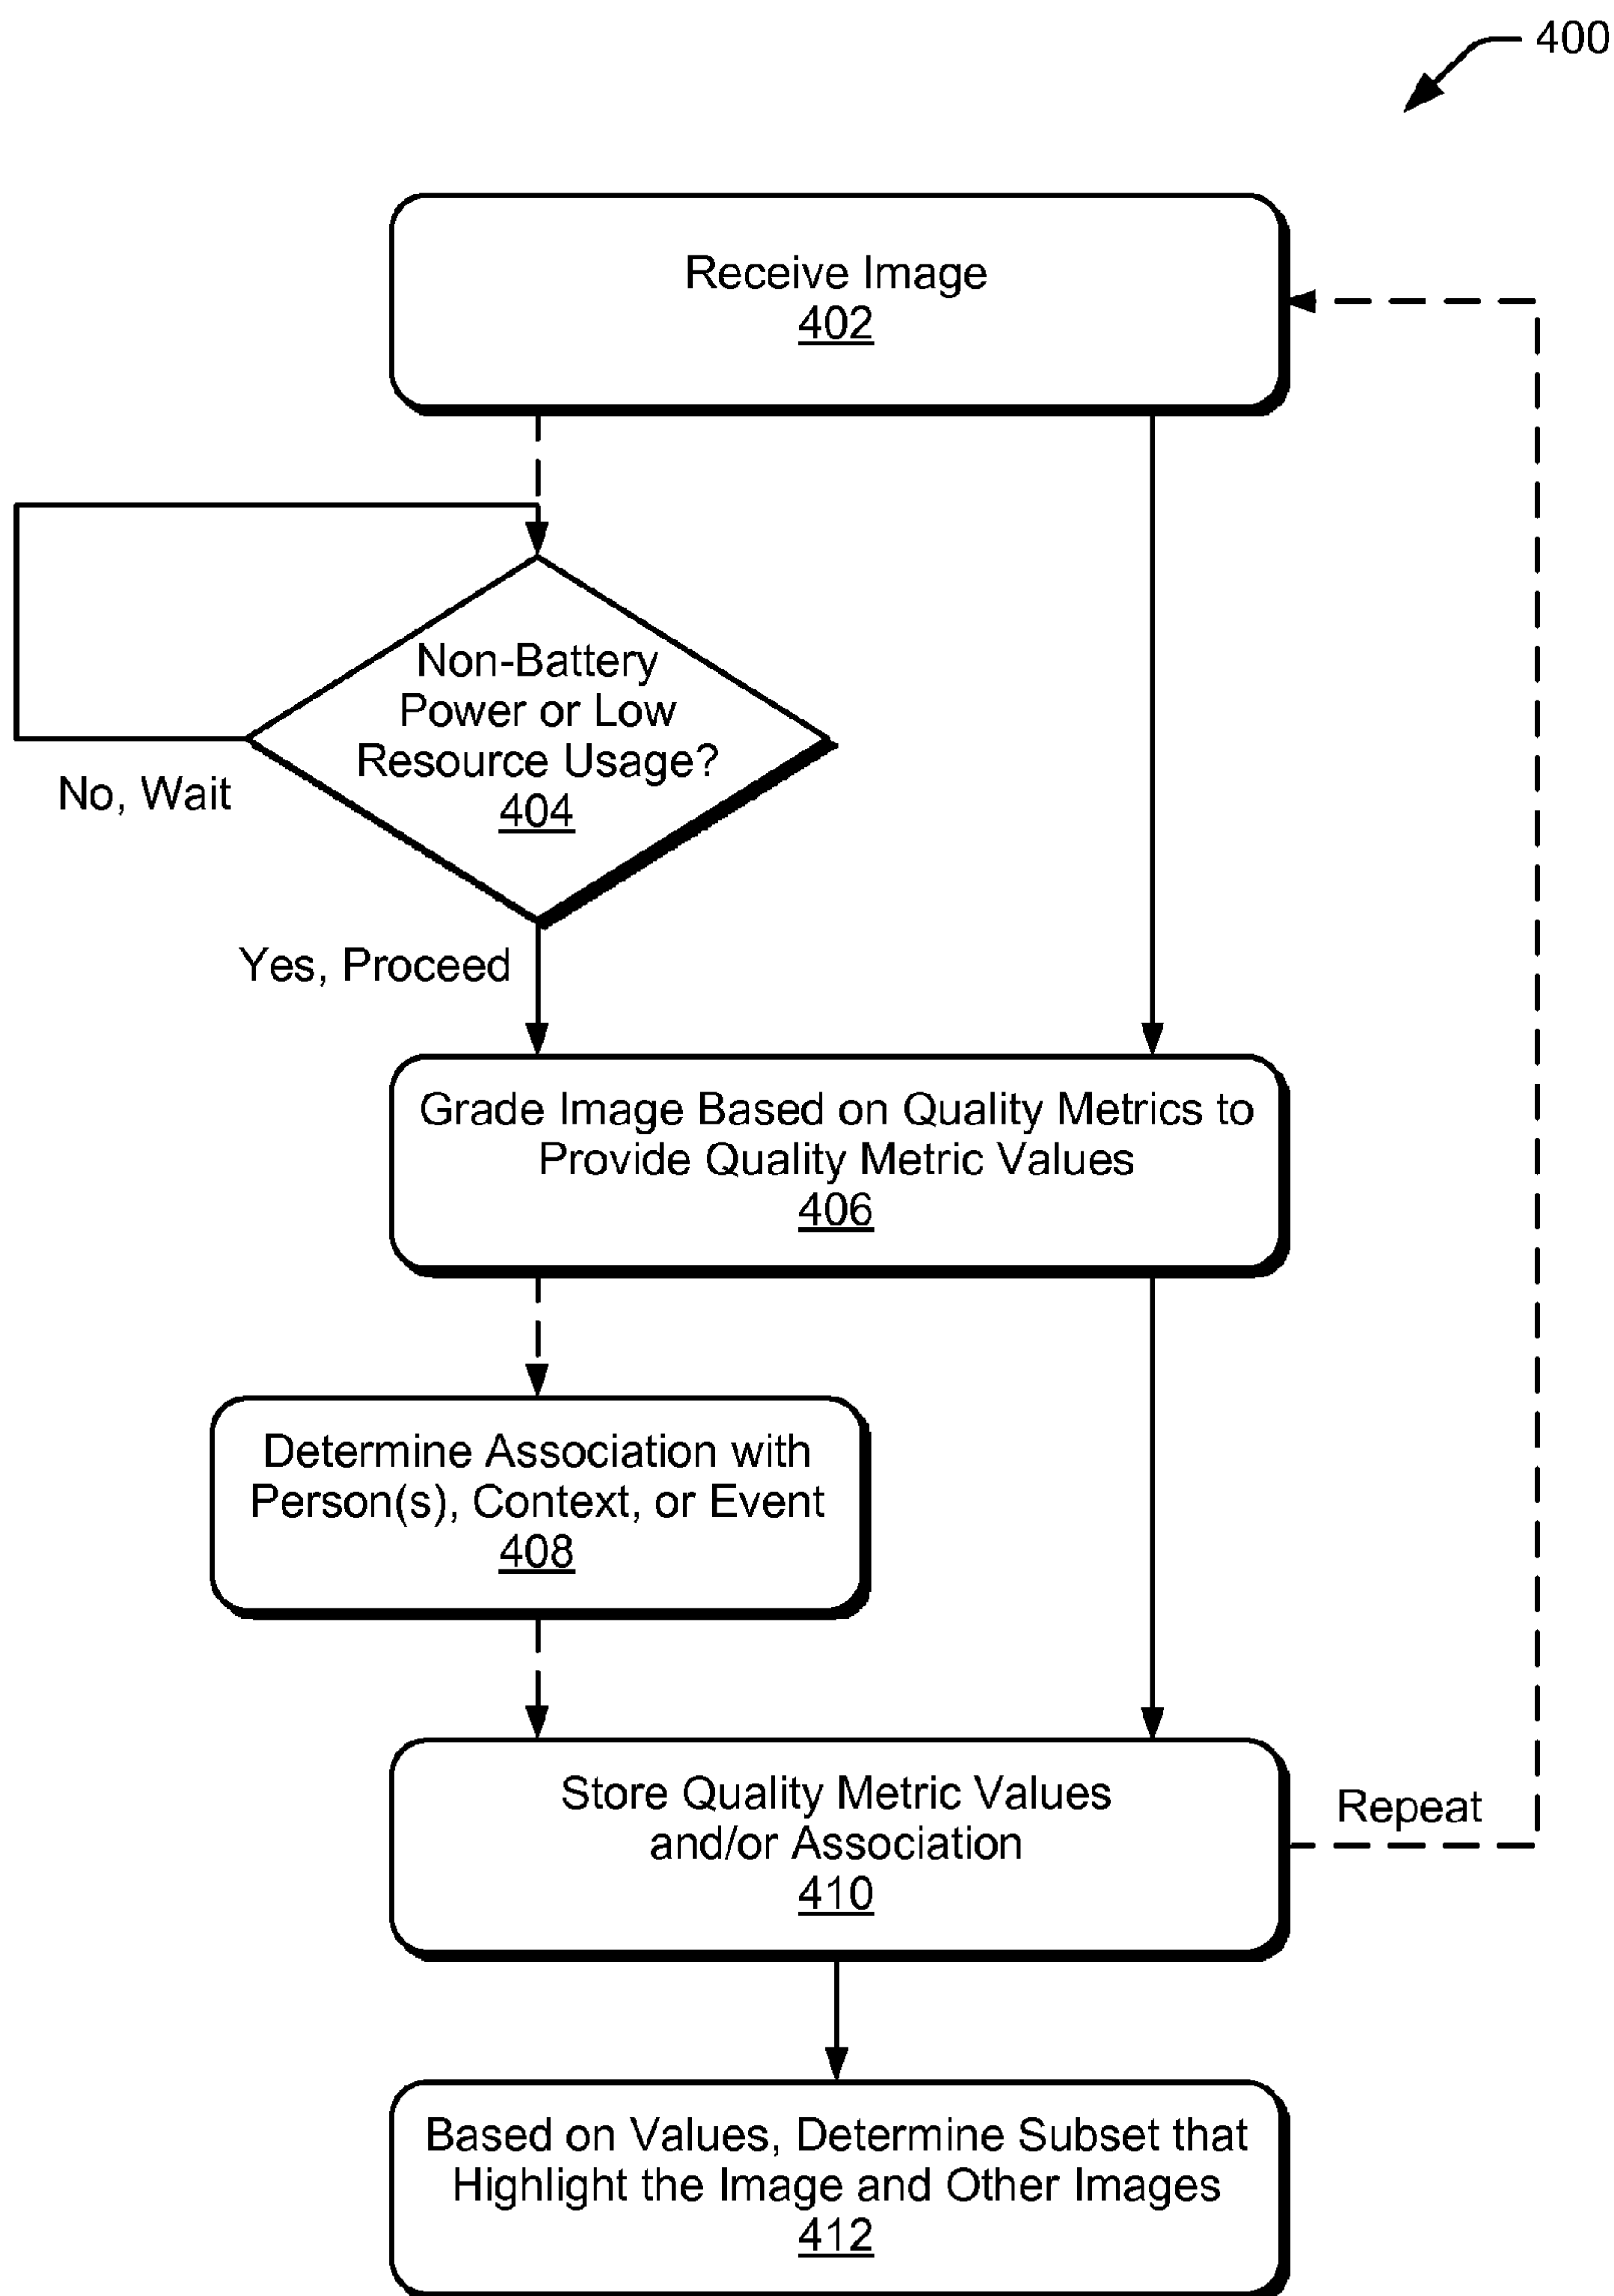 400
Receive Image
402
Non-Battery
Power or Low
Resource Usage?
404
No, Wait
Yes, Proceed
Grade Image Based on Quality Metrics to
Provide Quality Metric Values
406
Determine Association with
Person(s), Context, or Event
408
Store Quality Metric Values
and/or Association
410
Repeat
Based on Values, Determine Subset that
Highlight the Image and Other Images
412